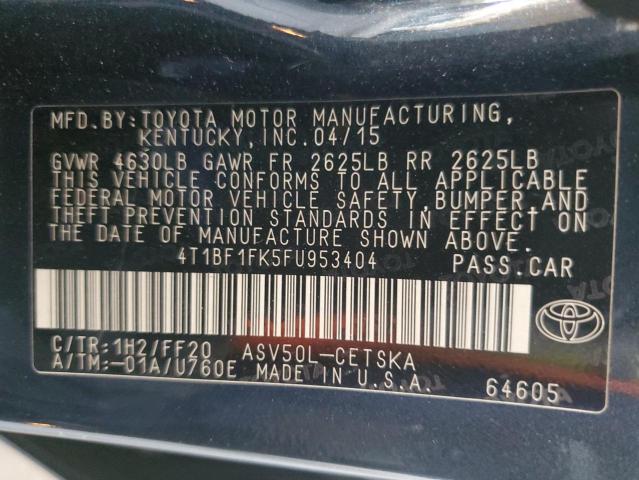 MFD.BY:TOYOTA MOTOR MANUFACTURING,
KENTUCKY,INC.04/15
GVWR 4630LB GAWR FR 2625LB RR 2625LB
THIS VEHICLE CONFORMS TO ALL APPLICABLE
FEDERAL MOTOR VEHICLE SAFETY,BUMPER,AND
THEFT PREVENTION STANDARDS IN EFFECT ON
THE DATE OF MANUFACTURE SHOWN ABOVE.
4T1BF1FK5FU953404 PASS.CAR
C/TR:1H2/FF20 ASV50L-CETSKA
A/TM:-01A/U760E MADE IN U.S.A. 64605